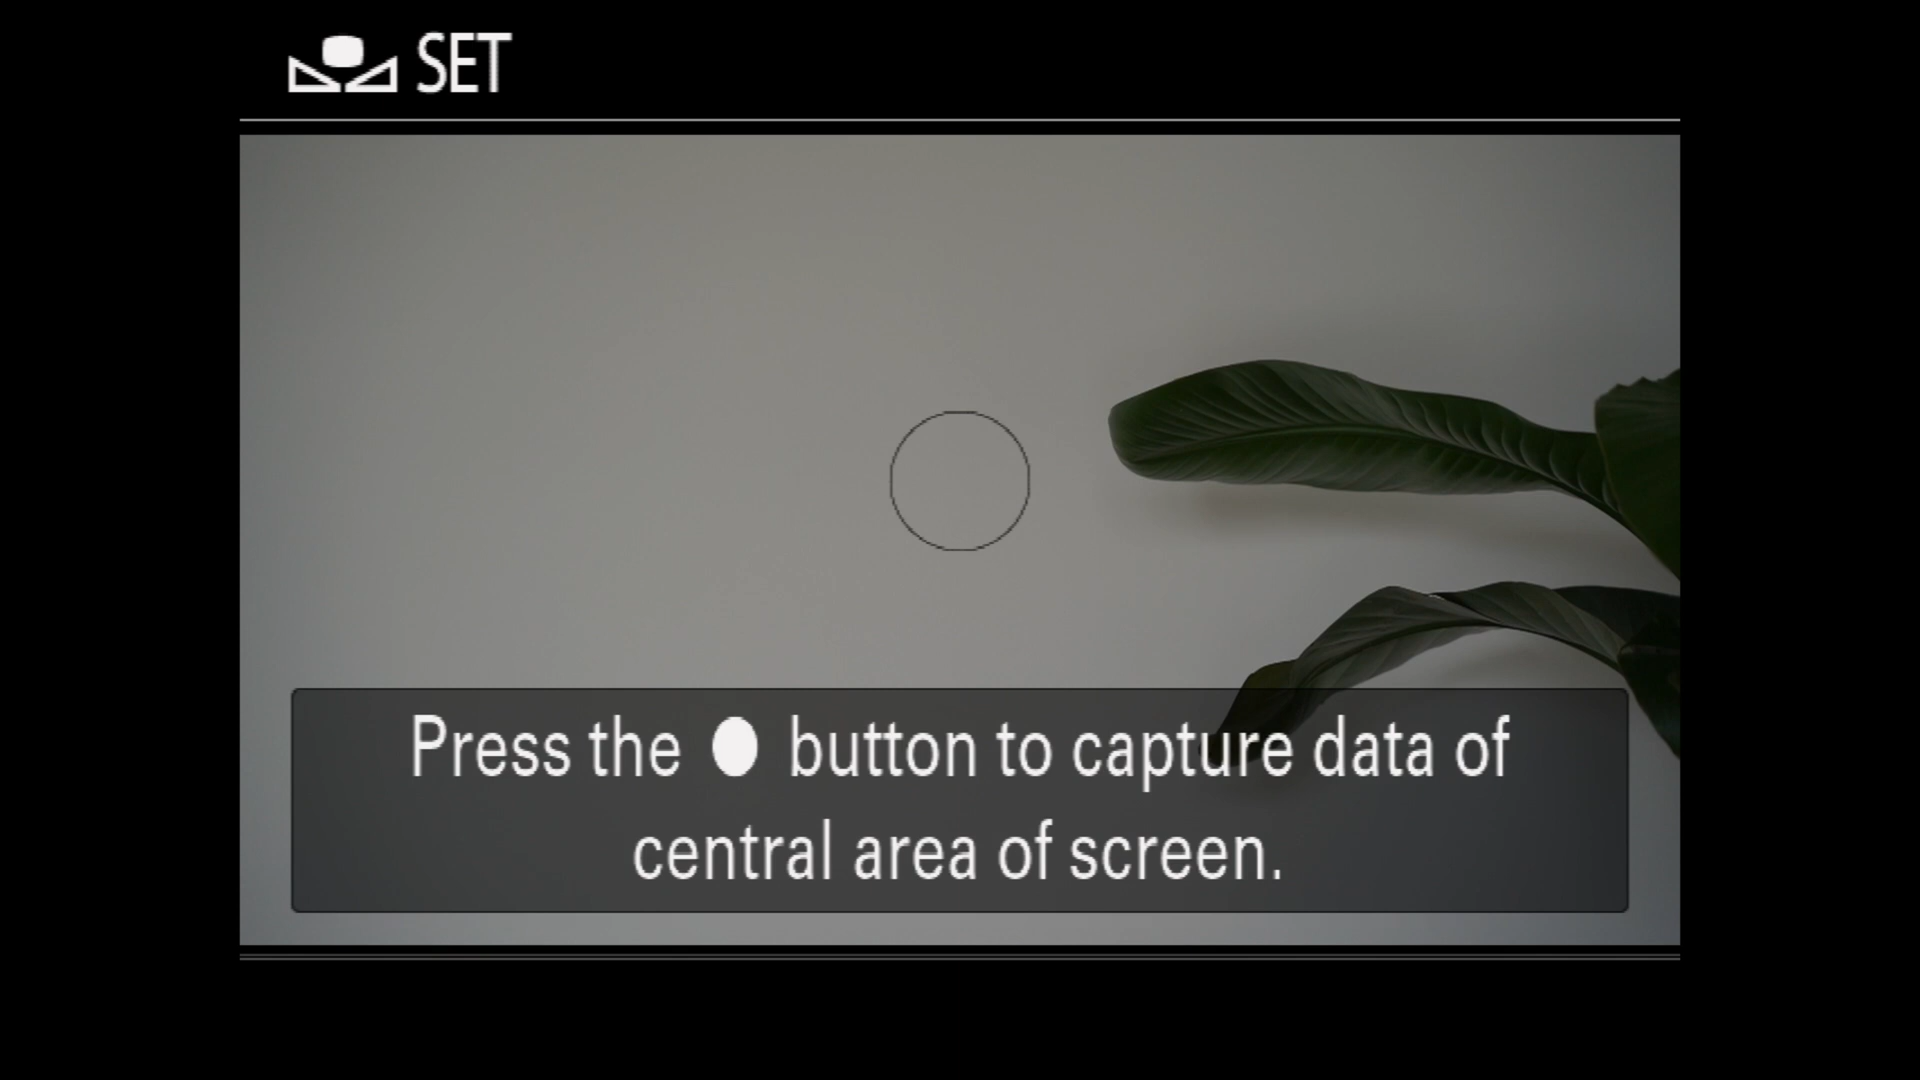 SET
Press the ● button to capture data of
central area of screen.